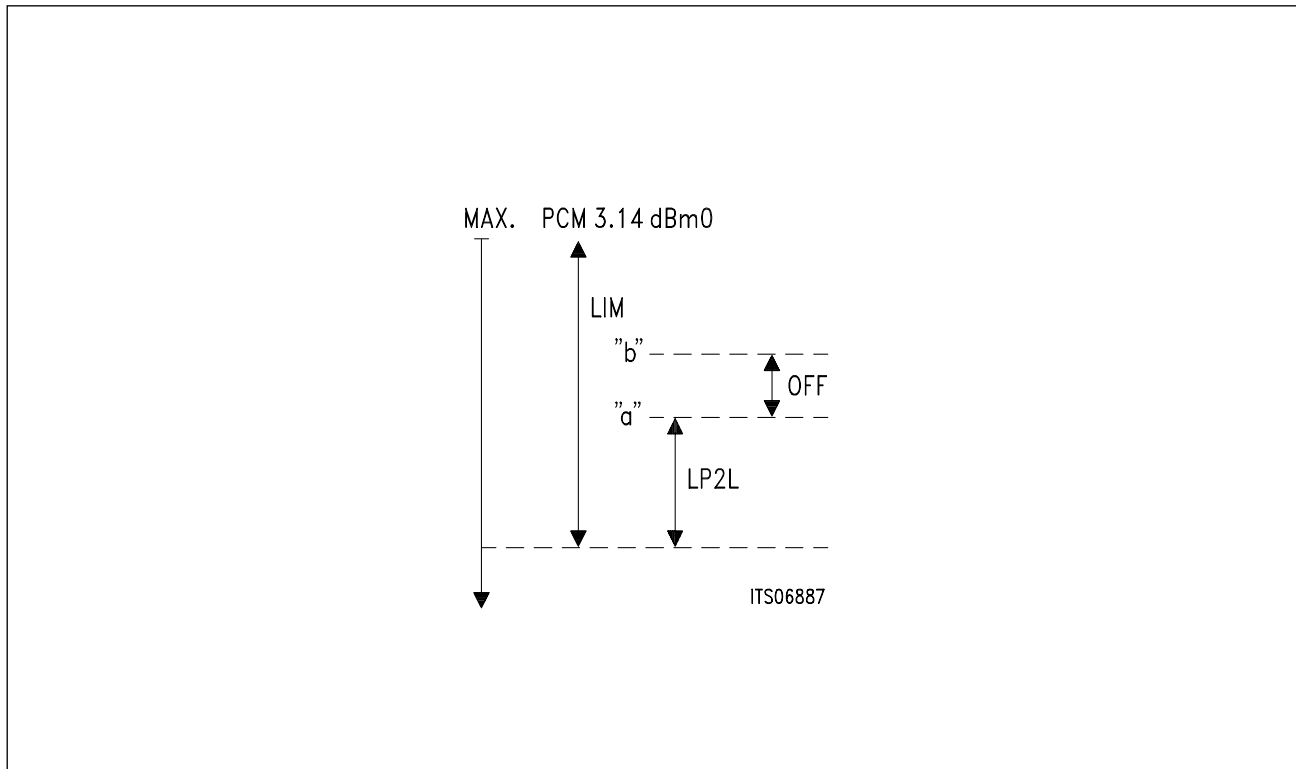 MAX. PCM 3.14 dBm0
LIM
"b"
OFF
"a"
LP2L
ITS06887